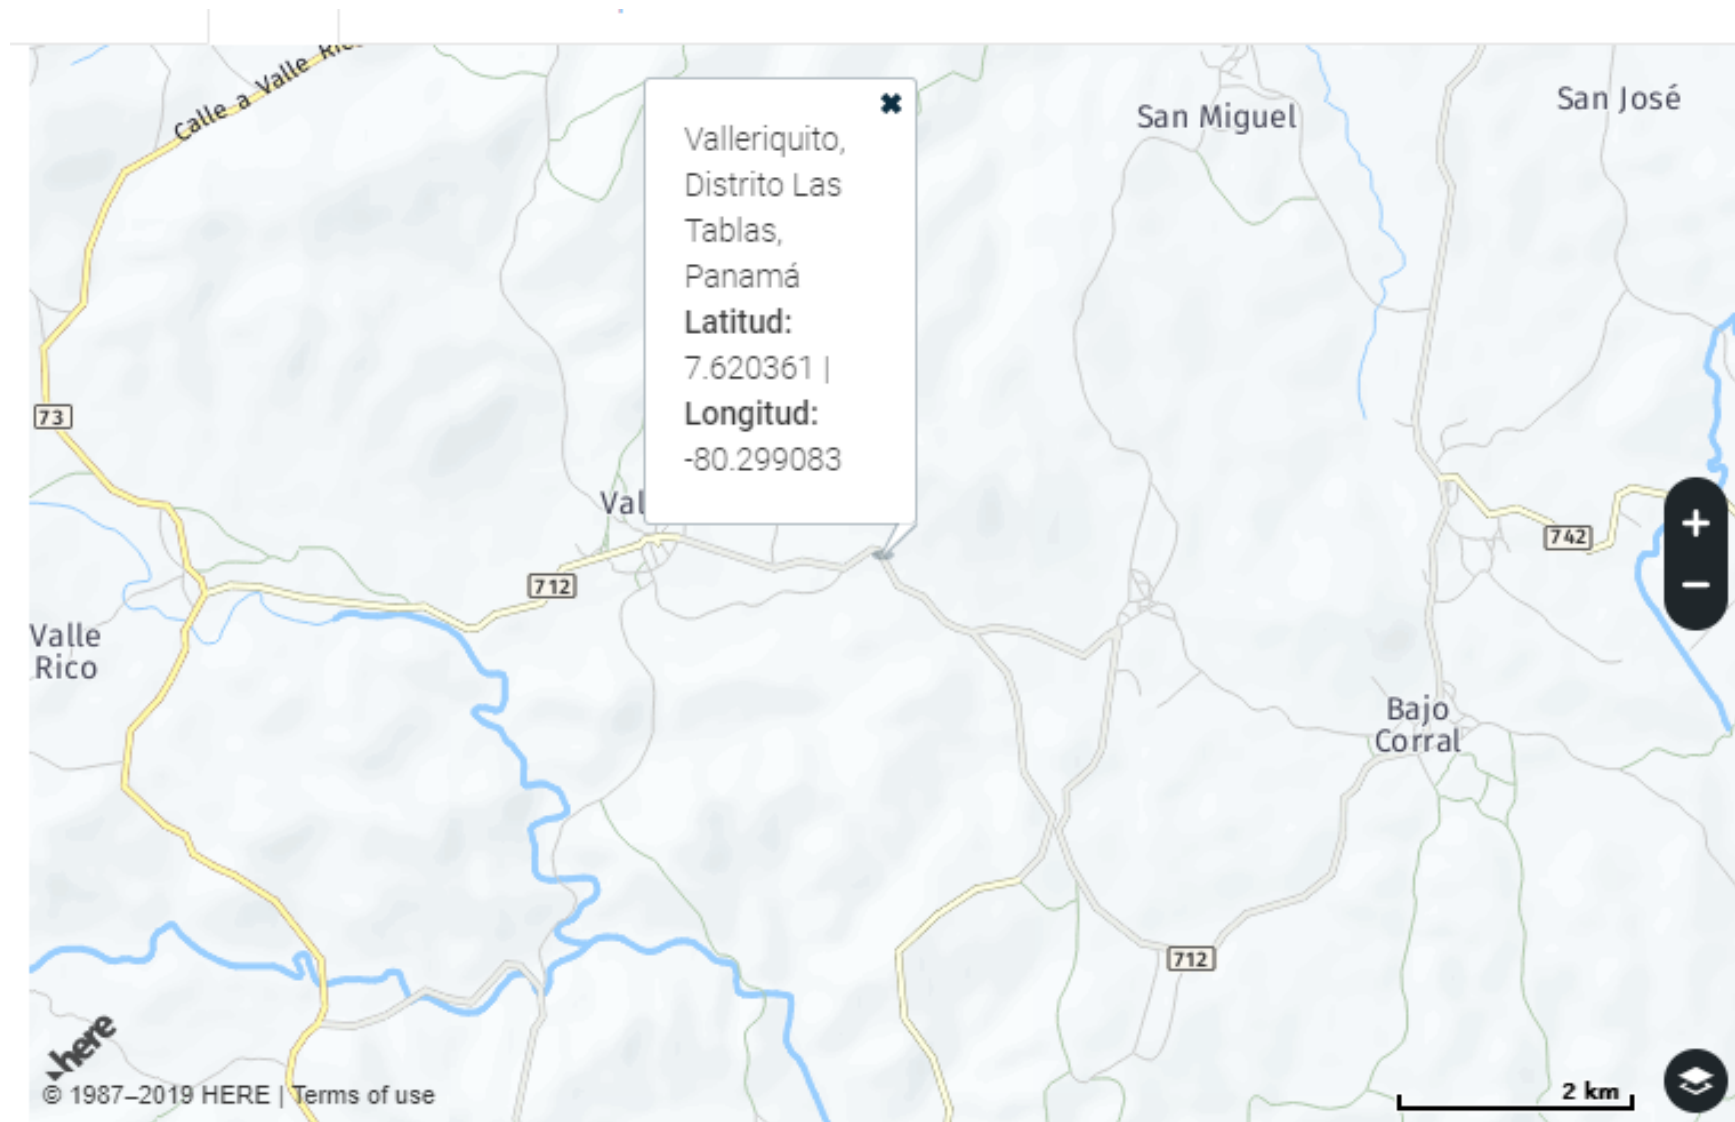 Calle a Valle Rico
San José
San Miguel
Valleriquito,
Distrito Las
Tablas,
Panamá
Latitud:
7.620361 |
Longitud:
-80.299083
73
Val
+
742
712
−
Valle
Rico
Bajo
Corral
712
here
2 km
© 1987–2019 HERE | Terms of use